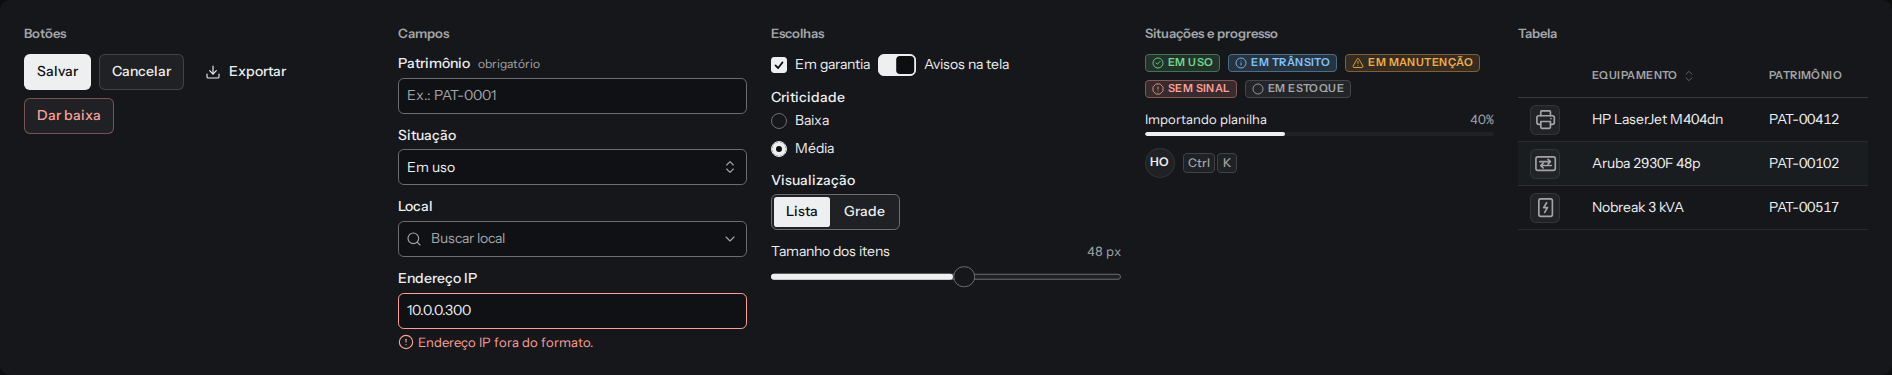 Botões
Salvar
Cancelar
Exportar
Dar baixa
Campos
Patrimônio obrigatório
Ex.: PAT-0001
Situação
Em uso
Local
Buscar local
Endereço IP
10.0.0.300
Endereço IP fora do formato.
Escolhas
Em garantia
Avisos na tela
Criticidade
Baixa
Média
Visualização
Lista
Grade
Tamanho dos itens 48 px
Situações e progresso
EM USO
EM TRÂNSITO
EM MANUTENÇÃO
SEM SINAL
EM ESTOQUE
Importando planilha 40%
HO
Ctrl K
Tabela
EQUIPAMENTO PATRIMÔNIO
HP LaserJet M404dn PAT-00412
Aruba 2930F 48p PAT-00102
Nobreak 3 kVA PAT-00517